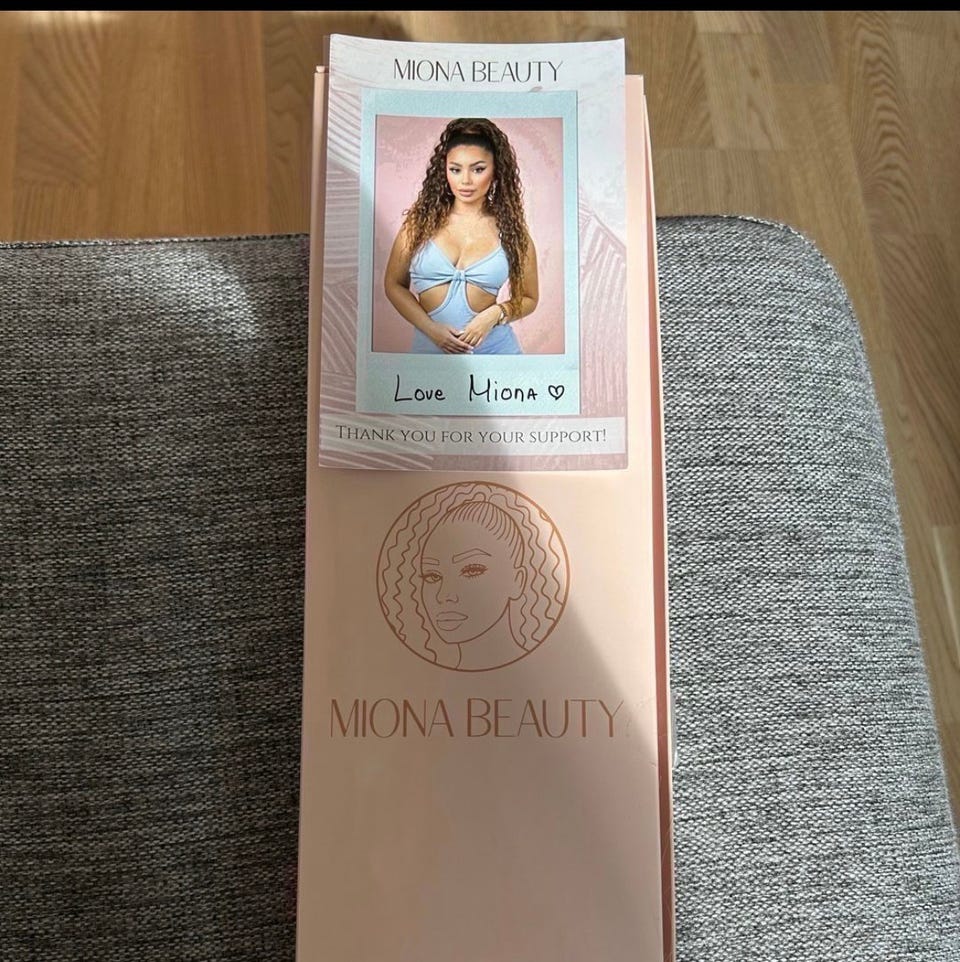 MIONA BEAUTY
Love Miona ♡
THANK YOU FOR YOUR SUPPORT!
MIONA BEAUTY